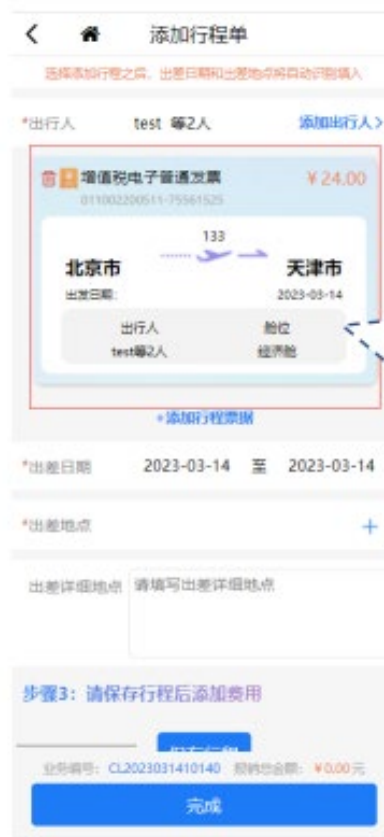 添加行程单
选择添加行程之后，出差日期和出差地点将自动识别填入
*出行人 test 等2人 添加出行人>
增值税电子普通发票 ￥24.00
011002200511-75561525
133
北京市 天津市
出发日期: 2023-03-14
出行人 舱位
test等2人 经济舱
+添加行程票据
*出差日期 2023-03-14 至 2023-03-14
*出差地点 +
出差详细地点 请填写出差详细地点
步骤3：请保存行程后添加费用
保存行程
业务编号: CL2023031410140 报销总金额: ￥0.00元
完成